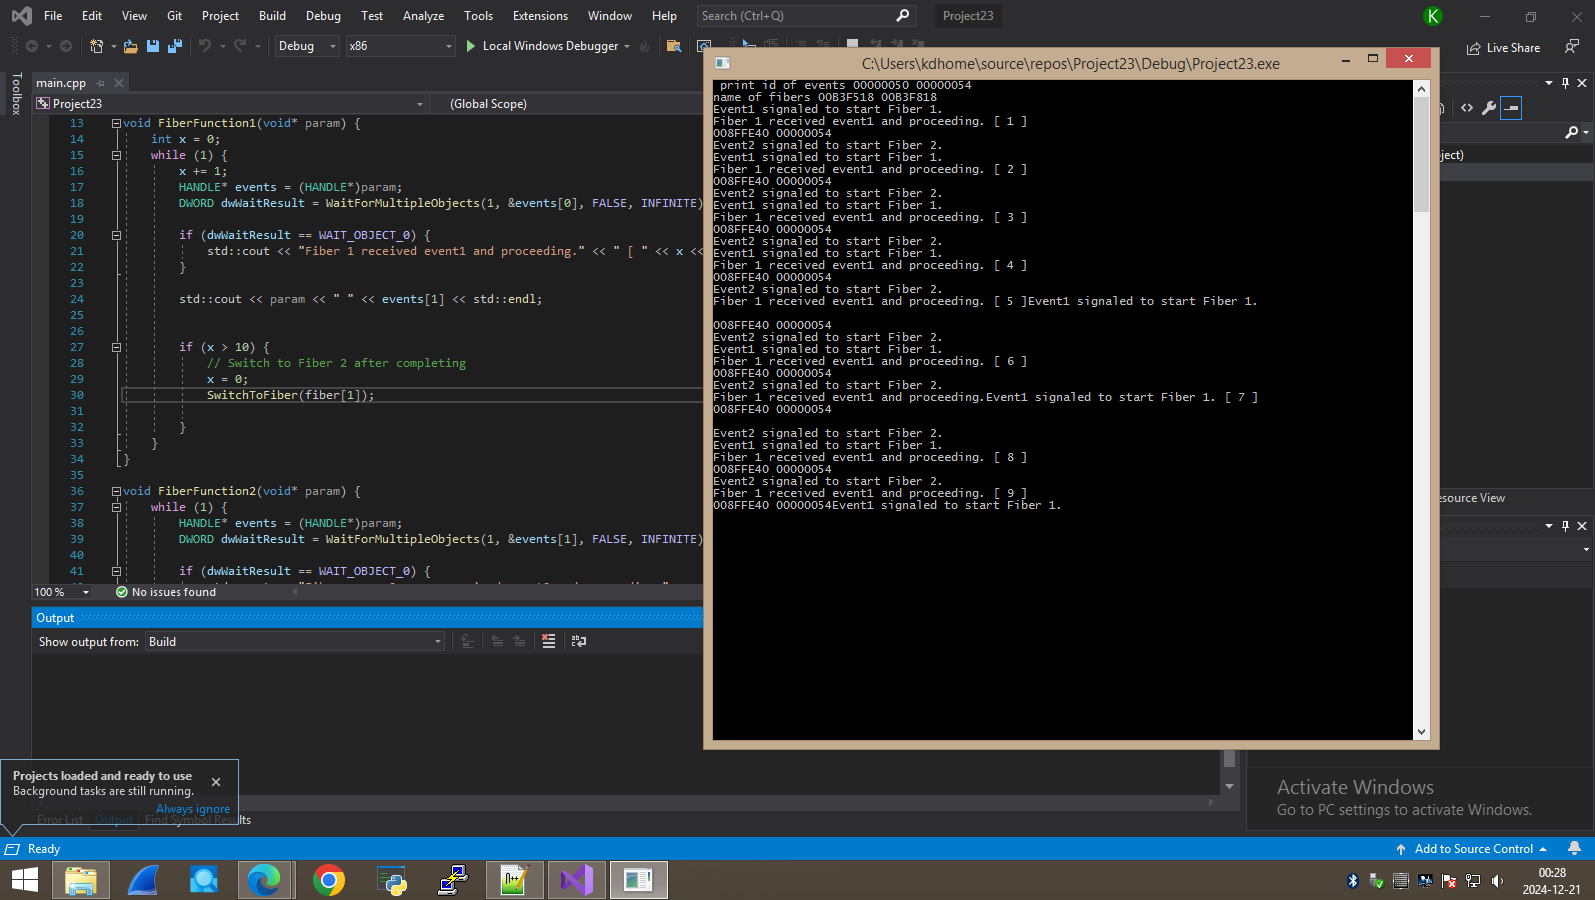 File Edit View Git Project Build Debug Test Analyze Tools Extensions Window Help Search (Ctrl+Q) Project23 K
Debug x86 Local Windows Debugger Live Share
Toolbox
main.cpp
Project23 (Global Scope)
13 void FiberFunction1(void* param) {
14 int x = 0;
15 while (1) {
16 x += 1;
17 HANDLE* events = (HANDLE*)param;
18 DWORD dwWaitResult = WaitForMultipleObjects(1, &events[0], FALSE, INFINITE)
19
20 if (dwWaitResult == WAIT_OBJECT_0) {
21 std::cout << "Fiber 1 received event1 and proceeding." << " [ " << x <<
22 }
23
24 std::cout << param << " " << events[1] << std::endl;
25
26
27 if (x > 10) {
28 // Switch to Fiber 2 after completing
29 x = 0;
30 SwitchToFiber(fiber[1]);
31
32 }
33 }
34 }
35
36 void FiberFunction2(void* param) {
37 while (1) {
38 HANDLE* events = (HANDLE*)param;
39 DWORD dwWaitResult = WaitForMultipleObjects(1, &events[1], FALSE, INFINITE)
40
41 if (dwWaitResult == WAIT_OBJECT_0) {
100 % No issues found
Output
Show output from: Build
C:\Users\kdhome\source\repos\Project23\Debug\Project23.exe
print id of events 00000050 00000054
name of fibers 00B3F518 00B3F818
Event1 signaled to start Fiber 1.
Fiber 1 received event1 and proceeding. [ 1 ]
008FFE40 00000054
Event2 signaled to start Fiber 2.
Event1 signaled to start Fiber 1.
Fiber 1 received event1 and proceeding. [ 2 ]
008FFE40 00000054
Event2 signaled to start Fiber 2.
Event1 signaled to start Fiber 1.
Fiber 1 received event1 and proceeding. [ 3 ]
008FFE40 00000054
Event2 signaled to start Fiber 2.
Event1 signaled to start Fiber 1.
Fiber 1 received event1 and proceeding. [ 4 ]
008FFE40 00000054
Event2 signaled to start Fiber 2.
Fiber 1 received event1 and proceeding. [ 5 ]Event1 signaled to start Fiber 1.
008FFE40 00000054
Event2 signaled to start Fiber 2.
Event1 signaled to start Fiber 1.
Fiber 1 received event1 and proceeding. [ 6 ]
008FFE40 00000054
Event2 signaled to start Fiber 2.
Fiber 1 received event1 and proceeding.Event1 signaled to start Fiber 1. [ 7 ]
008FFE40 00000054
Event2 signaled to start Fiber 2.
Event1 signaled to start Fiber 1.
Fiber 1 received event1 and proceeding. [ 8 ]
008FFE40 00000054
Event2 signaled to start Fiber 2.
Fiber 1 received event1 and proceeding. [ 9 ]
008FFE40 00000054Event1 signaled to start Fiber 1.
ject)
esource View
Projects loaded and ready to use
Background tasks are still running.
Always ignore
Error List Output Find Symbol Results
Activate Windows
Go to PC settings to activate Windows.
Ready Add to Source Control
00:28
2024-12-21